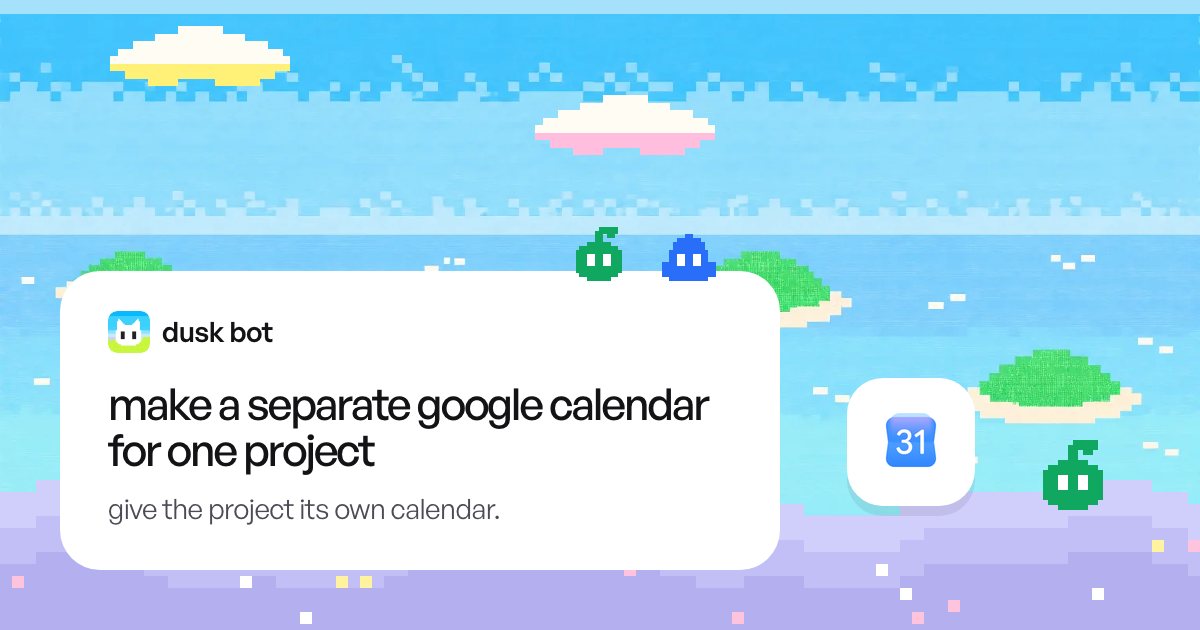 dusk bot
make a separate google calendar
for one project
give the project its own calendar.
31